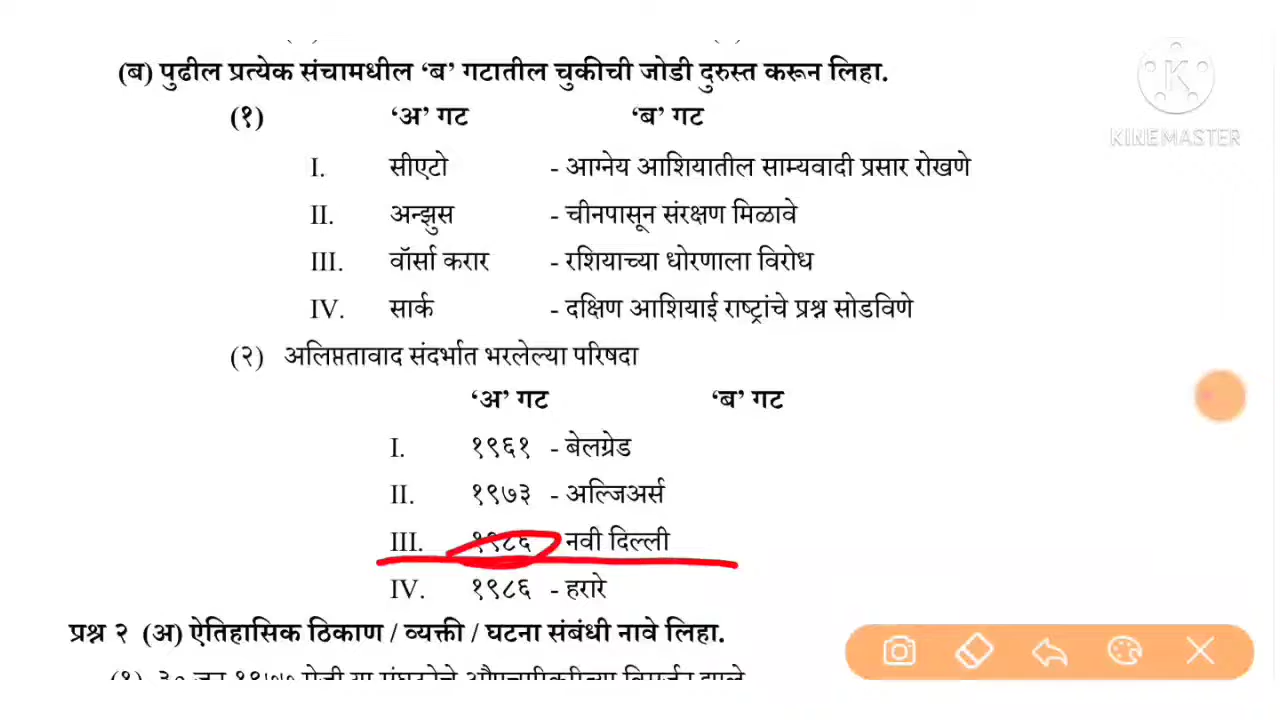 (ब) पुढील प्रत्येक संचामधील ‘ब’ गटातील चुकीची जोडी दुरुस्त करून लिहा.
(१) ‘अ’ गट ‘ब’ गट
I. सीएटो - आग्नेय आशियातील साम्यवादी प्रसार रोखणे
II. अन्झुस - चीनपासून संरक्षण मिळावे
III. वॉर्सा करार - रशियाच्या धोरणाला विरोध
IV. सार्क - दक्षिण आशियाई राष्ट्रांचे प्रश्न सोडविणे
(२) अलिप्ततावाद संदर्भात भरलेल्या परिषदा
‘अ’ गट ‘ब’ गट
I. १९६१ - बेलग्रेड
II. १९७३ - अल्जिअर्स
III. १९८६ - नवी दिल्ली
IV. १९८६ - हरारे
प्रश्न २ (अ) ऐतिहासिक ठिकाण / व्यक्ती / घटना संबंधी नावे लिहा.
KINEMASTER